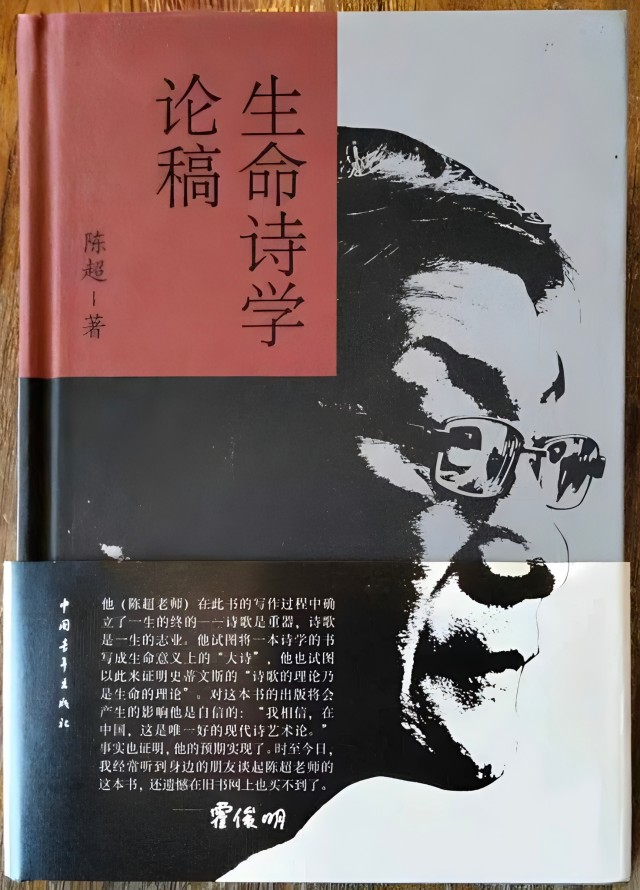 生命诗学
论稿
陈超|著
中国青年出版社
他（陈超老师）在此书的写作过程中确
立了一生的终的——诗歌是重器，诗歌
是一生的志业。他试图将一本诗学的书
写成生命意义上的“大诗”，他也试图
以此来证明史蒂文斯的“诗歌的理论乃
是生命的理论”。对这本书的出版将会
产生的影响他是自信的：“我相信，在
中国，这是唯一好的现代诗艺术论。”
事实也证明，他的预期实现了。时至今日，
我经常听到身边的朋友谈起陈超老师的
这本书，还遗憾在旧书网上也买不到了。
——霍俊明